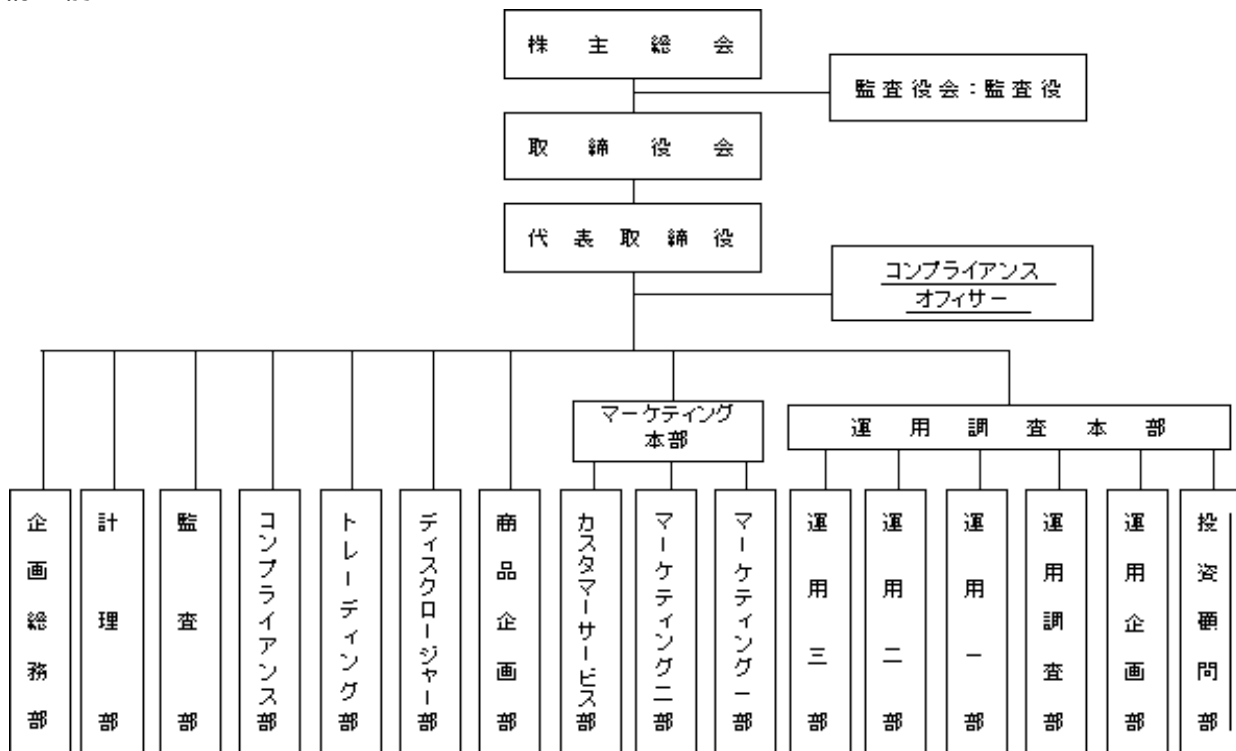 株主総会
監査役会：監査役
取締役会
代表取締役
コンプライアンス
オフィサー
マーケティング
本部
運用調査本部
企画総務部
計理部
監査部
コンプライアンス部
トレーディング部
ディスクロージャー部
商品企画部
カスタマーサービス部
マーケティング二部
マーケティング一部
運用三部
運用二部
運用一部
運用調査部
運用企画部
投資顧問部